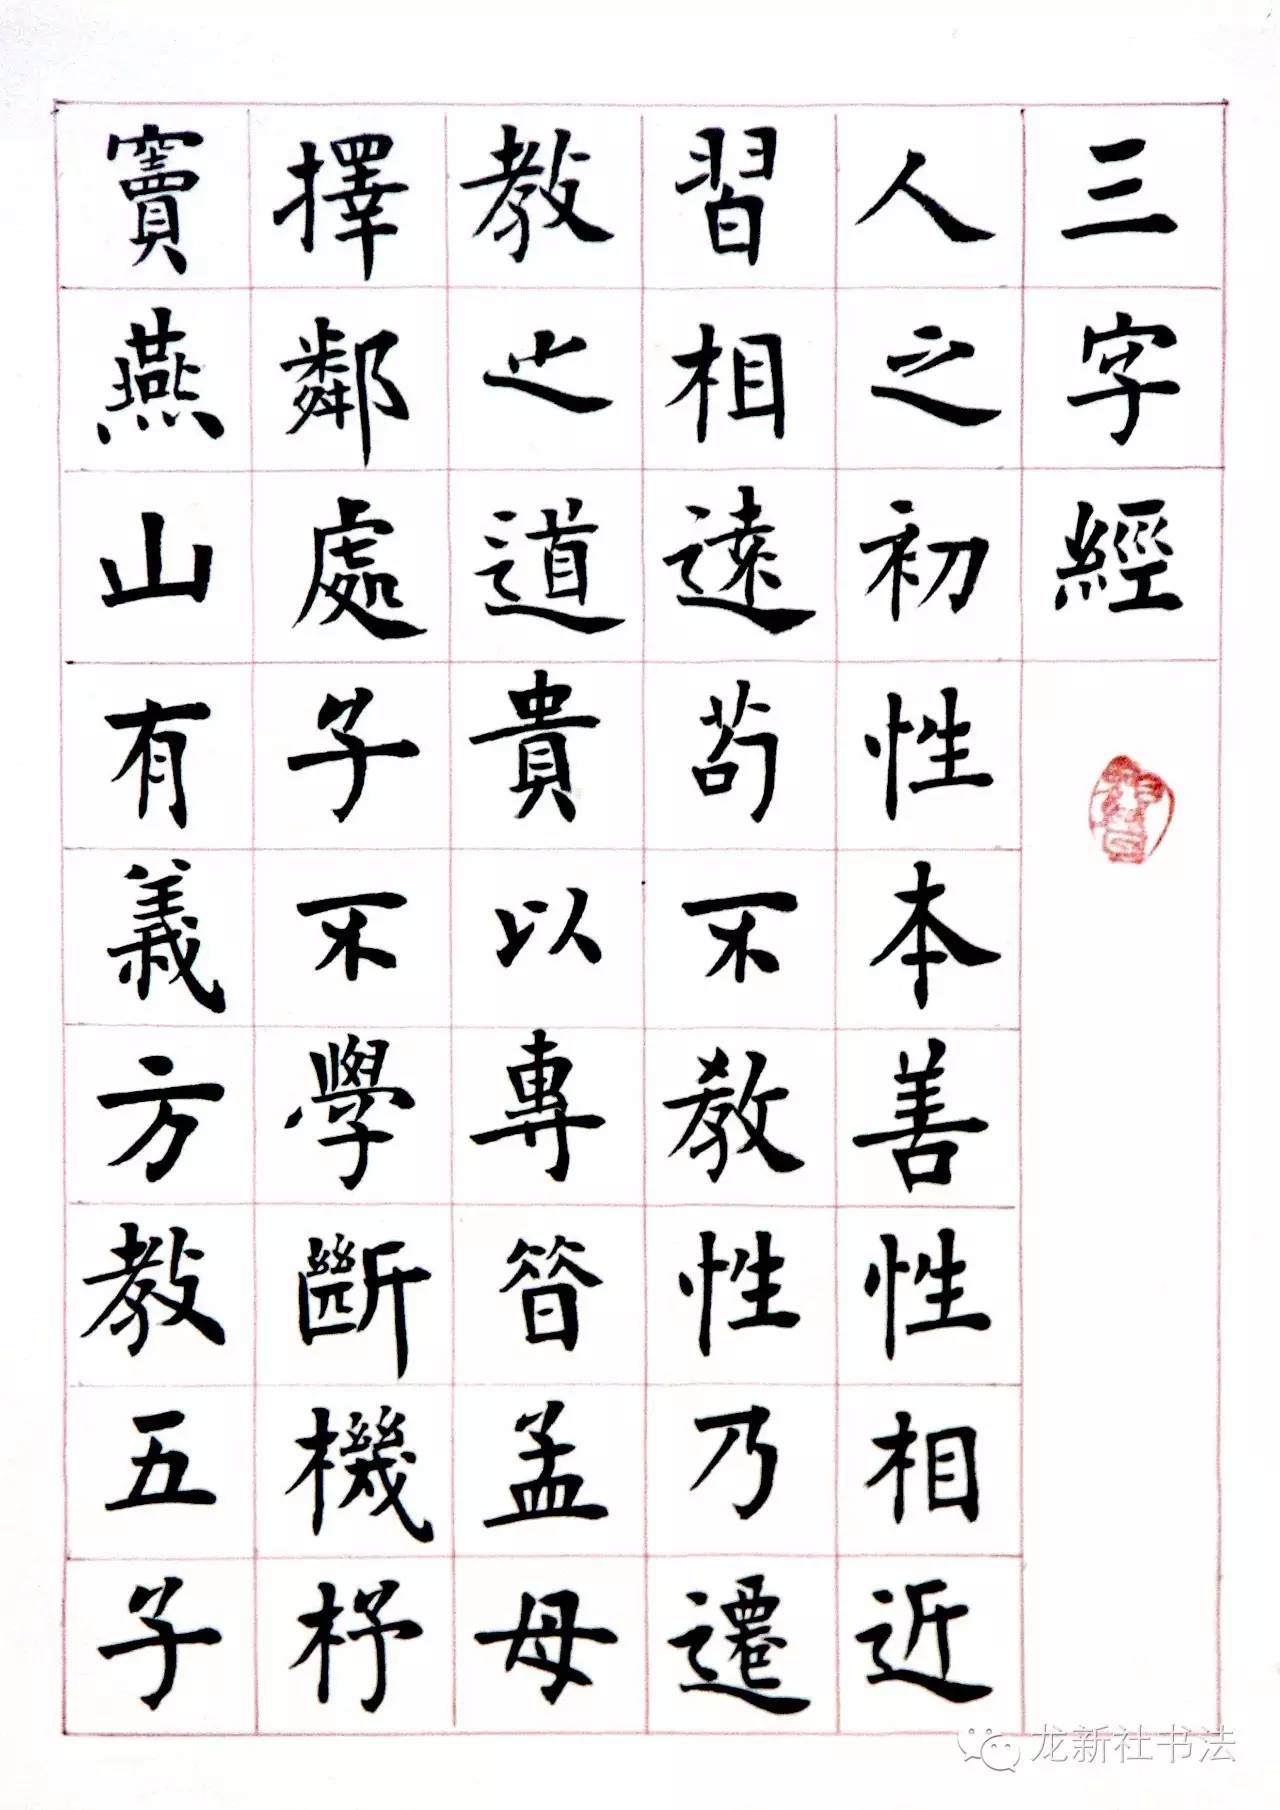 三字經
人之初性本善性相近
習相遠苟不教性乃遷
教之道貴以專昝孟母
擇鄰處子不學斷機杼
竇燕山有義方教五子
龙新社书法